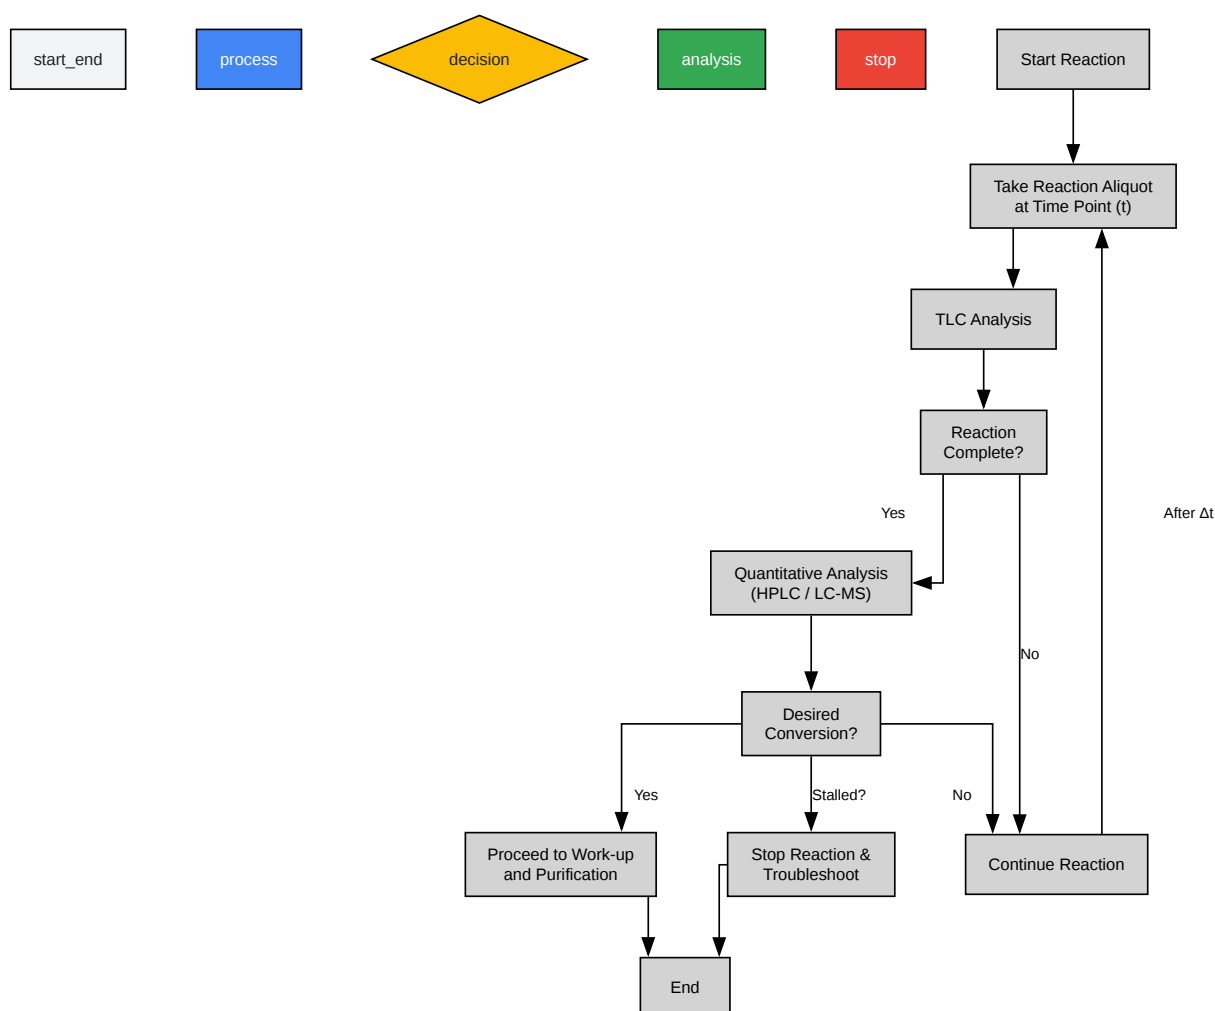 start_end
process
decision
analysis
stop
Start Reaction
Take Reaction Aliquot
at Time Point (t)
TLC Analysis
Reaction
Complete?
Yes
After Δt
Quantitative Analysis
(HPLC / LC-MS)
No
Desired
Conversion?
Yes
Stalled?
No
Proceed to Work-up
and Purification
Stop Reaction &
Troubleshoot
Continue Reaction
End